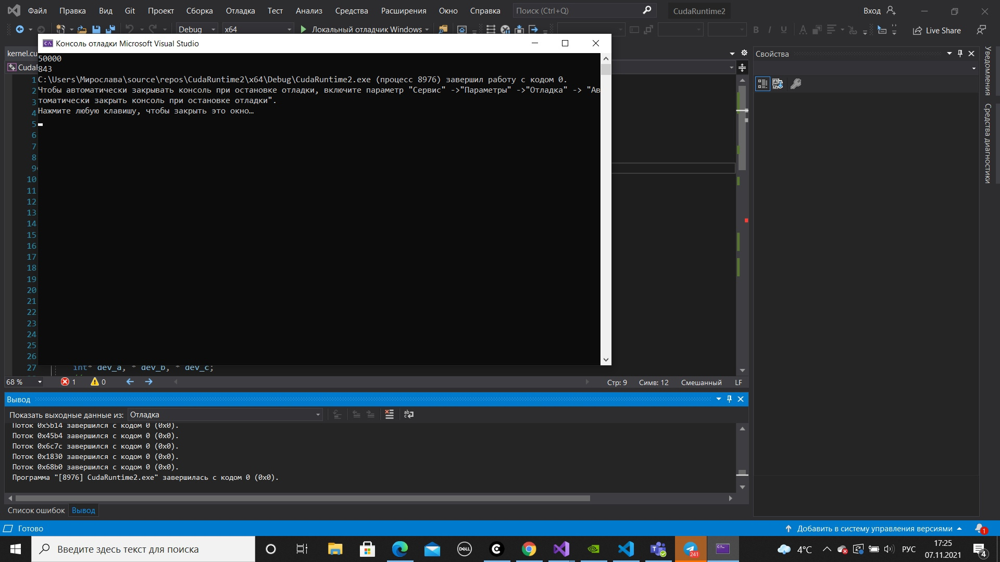 Файл Правка Вид Git Проект Сборка Отладка Тест Анализ Средства Расширения Окно Справка Поиск (Ctrl+Q) CudaRuntime2 Вход
Debug x64 Локальный отладчик Windows Live Share
Консоль отладки Microsoft Visual Studio
kernel.cu
50000
843
C:\Users\Мирослава\source\repos\CudaRuntime2\x64\Debug\CudaRuntime2.exe (процесс 8976) завершил работу с кодом 0.
Чтобы автоматически закрывать консоль при остановке отладки, включите параметр "Сервис" ->"Параметры" ->"Отладка" -> "Ав
томатически закрыть консоль при остановке отладки".
Нажмите любую клавишу, чтобы закрыть это окно…
1
2
3
4
5
6
7
8
9
10
11
12
13
14
15
16
17
18
19
20
21
22
23
24
25
26
27 int* dev_a, * dev_b, * dev_c;
Свойства
Уведомления
Средства диагностики
68 % 1 0 Стр: 9 Симв: 12 Смешанный LF
Вывод
Показать выходные данные из: Отладка
Поток 0x5b14 завершился с кодом 0 (0x0).
Поток 0x45b4 завершился с кодом 0 (0x0).
Поток 0x6c7c завершился с кодом 0 (0x0).
Поток 0x1830 завершился с кодом 0 (0x0).
Поток 0x68b0 завершился с кодом 0 (0x0).
Программа "[8976] CudaRuntime2.exe" завершилась с кодом 0 (0x0).
Список ошибок Вывод
Готово Добавить в систему управления версиями 1
Введите здесь текст для поиска DELL 241 4°C РУС 17:25
07.11.2021 4